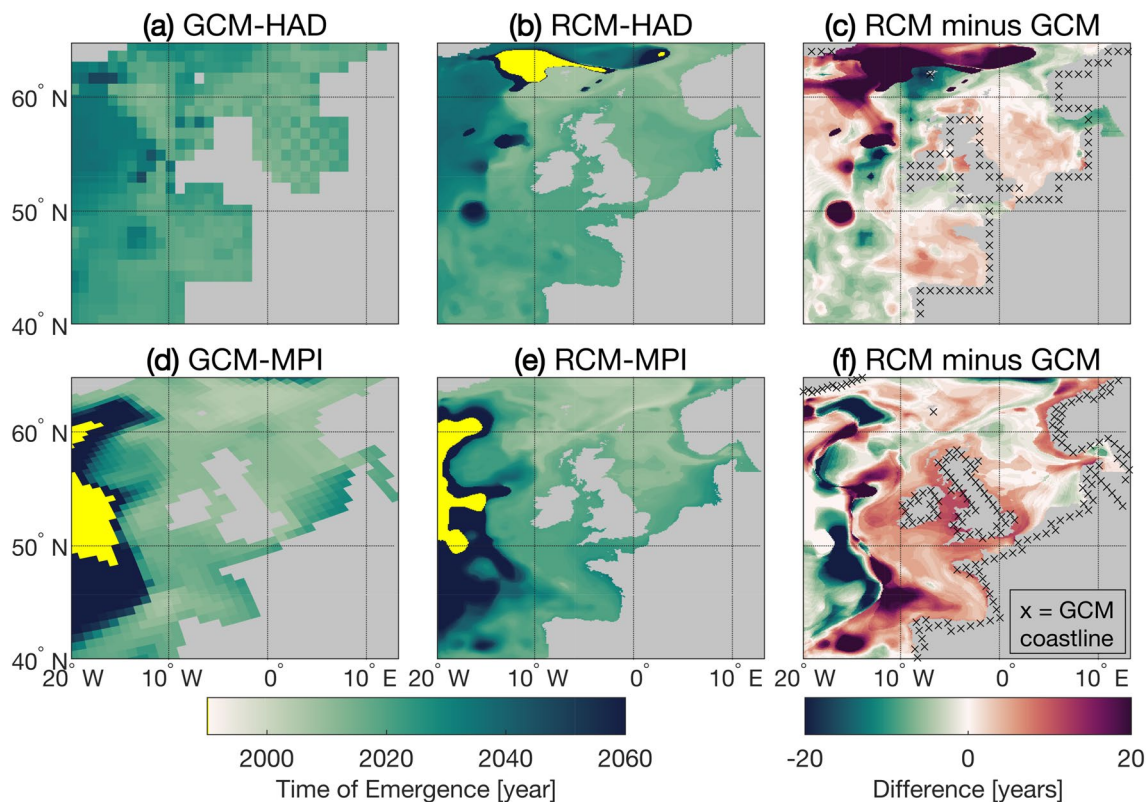 (a) GCM-HAD
(b) RCM-HAD
(c) RCM minus GCM
60° N
50° N
40° N
(d) GCM-MPI
(e) RCM-MPI
(f) RCM minus GCM
60° N
50° N
40° N
x = GCM
coastline
20° W 10° W 0° 10° E
20° W 10° W 0° 10° E
20° W 10° W 0° 10° E
2000 2020 2040 2060
Time of Emergence [year]
-20 0 20
Difference [years]